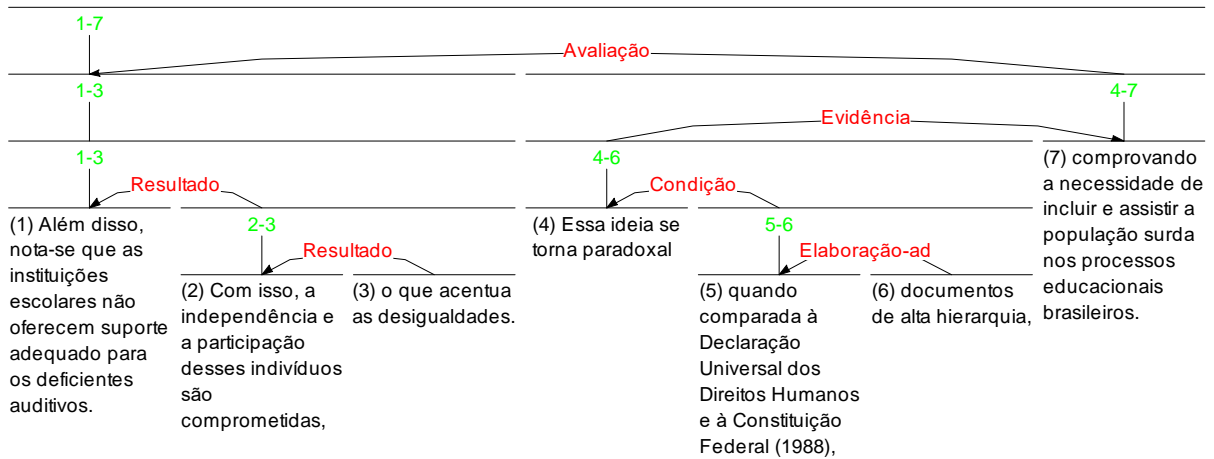 1-7
Avaliação
1-3
4-7
Evidência
1-3
4-6
Resultado
Condição
2-3
5-6
Resultado
Elaboração-ad
(1) Além disso,
nota-se que as
instituições
escolares não
oferecem suporte
adequado para
os deficientes
auditivos.
(2) Com isso, a
independência e
a participação
desses indivíduos
são
comprometidas,
(3) o que acentua
as desigualdades.
(4) Essa ideia se
torna paradoxal
(5) quando
comparada à
Declaração
Universal dos
Direitos Humanos
e à Constituição
Federal (1988),
(6) documentos
de alta hierarquia,
(7) comprovando
a necessidade de
incluir e assistir a
população surda
nos processos
educacionais
brasileiros.